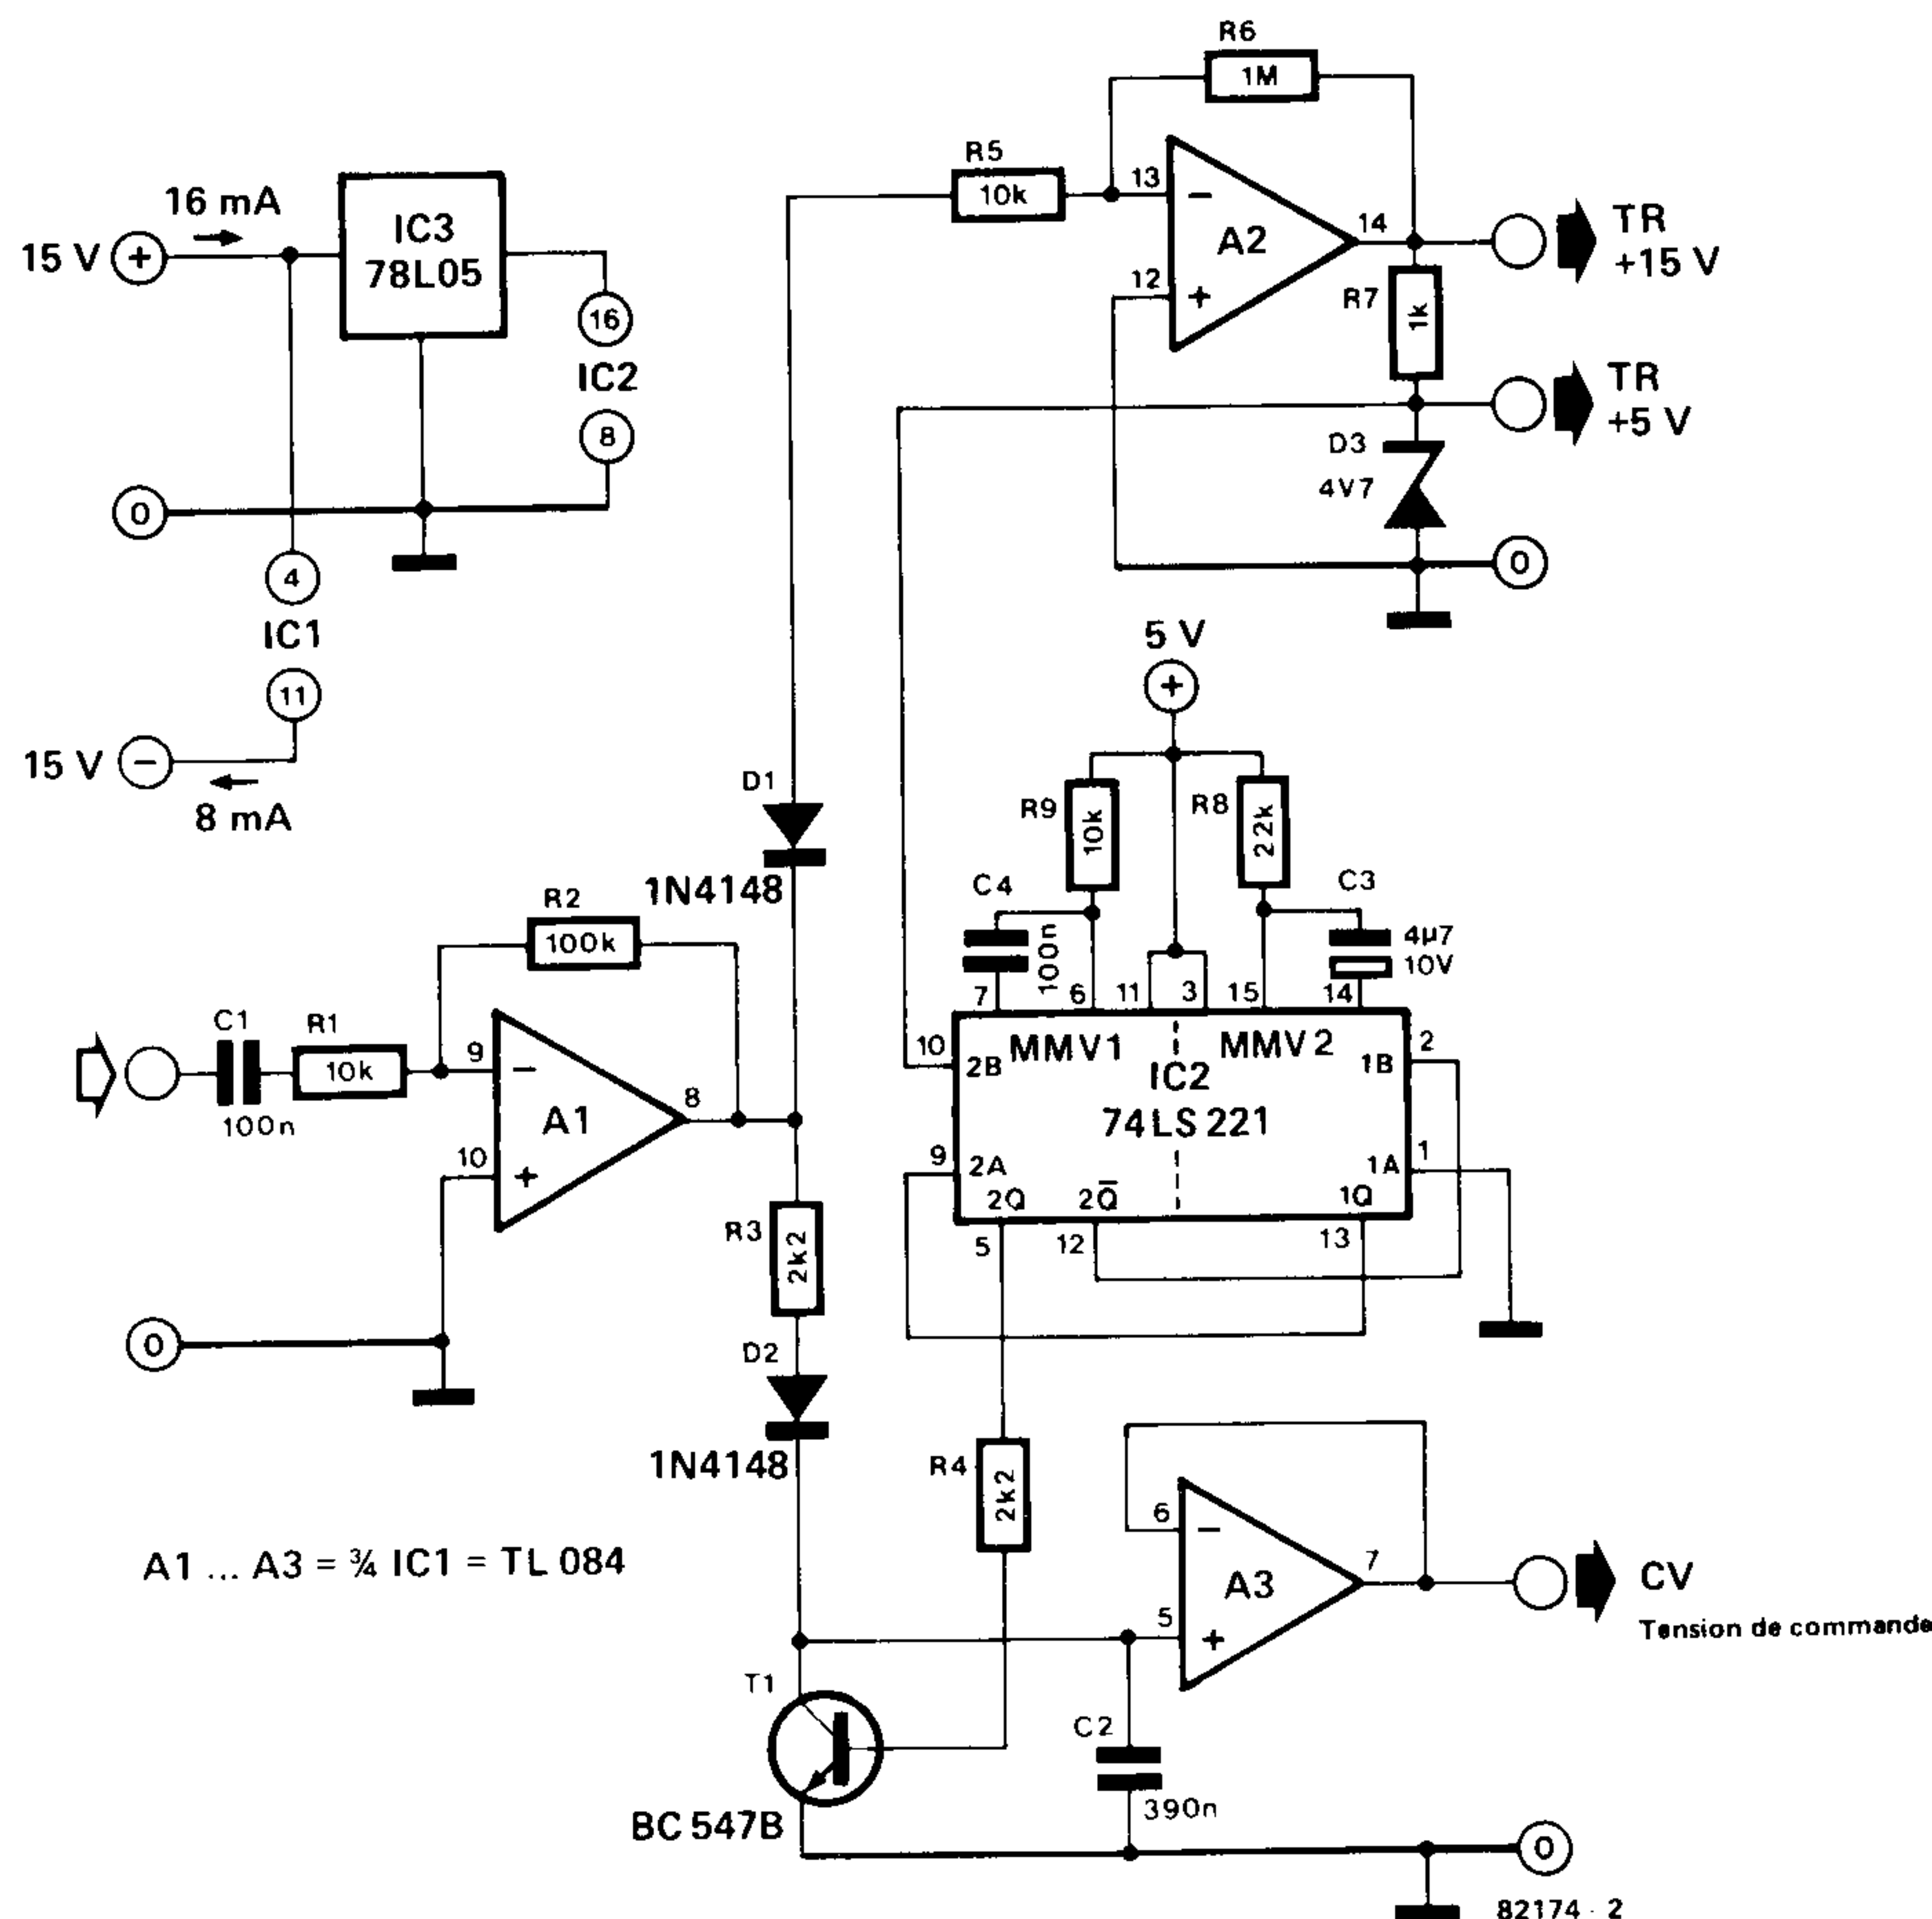 R6
1M
R5
10k
13
−
A2
14
12
+
TR
+15 V
R7
1k
TR
+5 V
D3
4V7
0
16 mA
15 V +
IC3
78L05
16
IC2
8
0
4
IC1
11
15 V −
8 mA
5 V
+
D1
1N4148
R9
10k
R8
22k
C4
100n
C3
4µ7
10V
7
6
11
3
15
14
MMV1
MMV2
IC2
74LS221
10
2B
1B
2
9
2A
1A
1
2Q
2Q̅
1Q
5
12
13
R2
100k
C1
100n
R1
10k
9
−
A1
8
10
+
0
R3
2k2
D2
1N4148
R4
2k2
A1 ... A3 = ¾ IC1 = TL 084
6
−
A3
7
5
+
CV
Tension de commande
T1
BC 547B
C2
390n
0
82174 - 2